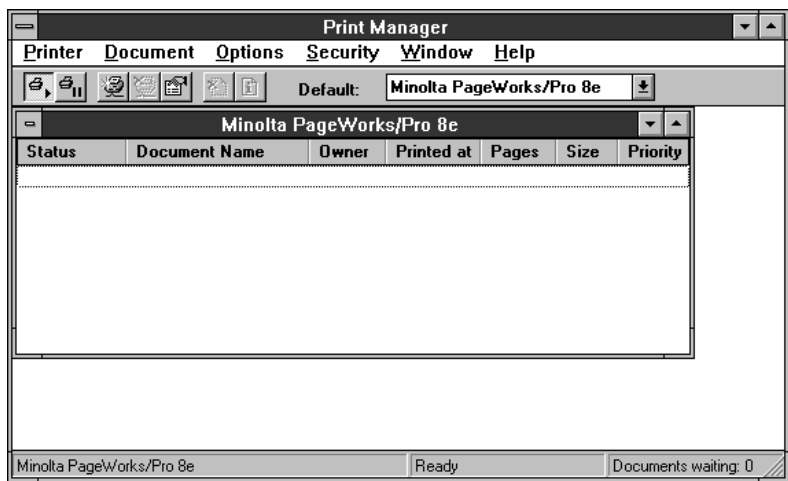 Print Manager
Printer Document Options Security Window Help
Default: Minolta PageWorks/Pro 8e
Minolta PageWorks/Pro 8e
Status Document Name Owner Printed at Pages Size Priority
Minolta PageWorks/Pro 8e Ready Documents waiting: 0